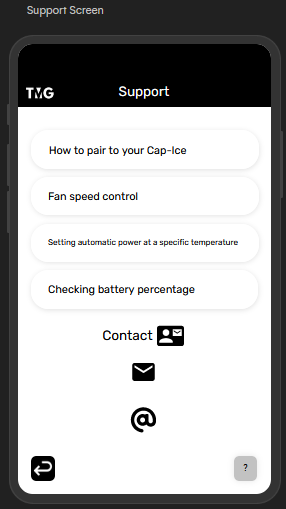 Support Screen
TMG
Support
How to pair to your Cap-Ice
Fan speed control
Setting automatic power at a specific temperature
Checking battery percentage
Contact
@
?